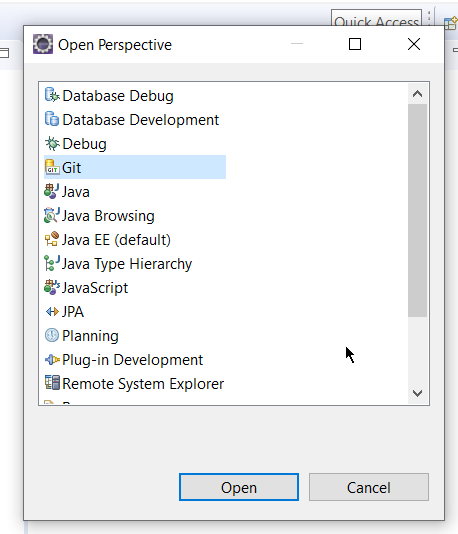 Quick Access
Open Perspective
Database Debug
Database Development
Debug
GIT Git
Java
Java Browsing
Java EE (default)
Java Type Hierarchy
JavaScript
JPA
Planning
Plug-in Development
Remote System Explorer
Open
Cancel